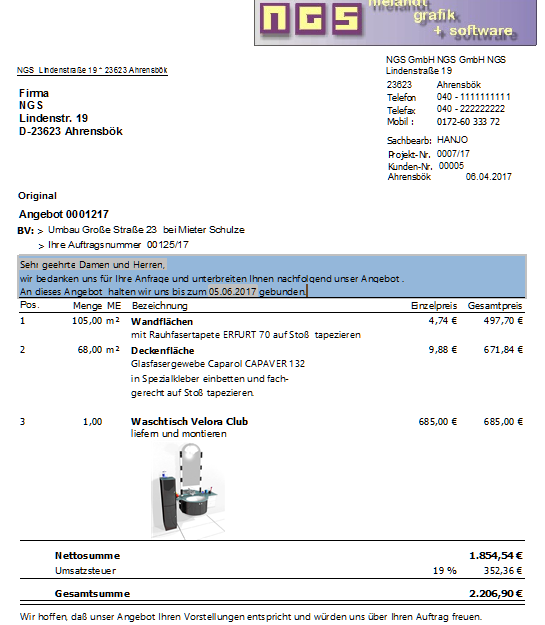 NGS
nielandt
grafik
+ software
NGS GmbH NGS GmbH NGS
Lindenstraße 19
23623 Ahrensbök
Telefon 040 - 1111111111
Telefax 040 - 222222222
Mobil : 0172-60 333 72
Sachbearb: HANJO
Projekt-Nr. 0007/17
Kunden-Nr. 00005
Ahrensbök 06.04.2017
NGS Lindenstraße 19 * 23623 Ahrensbök
Firma
NGS
Lindenstr. 19
D-23623 Ahrensbök
Original
Angebot 0001217
BV: > Umbau Große Straße 23 bei Mieter Schulze
> Ihre Auftragsnummer 00125/17
Sehr geehrte Damen und Herren,
wir bedanken uns für Ihre Anfrage und unterbreiten Ihnen nachfolgend unser Angebot .
An dieses Angebot halten wir uns bis zum 05.06.2017 gebunden.
Pos. Menge ME Bezeichnung Einzelpreis Gesamtpreis
1 105,00 m² Wandflächen 4,74 € 497,70 €
mit Rauhfasertapete ERFURT 70 auf Stoß tapezieren
2 68,00 m² Deckenfläche 9,88 € 671,84 €
Glasfasergewebe Caparol CAPAVER 132
in Spezialkleber einbetten und fach-
gerecht auf Stoß tapezieren.
3 1,00 Waschtisch Velora Club 685,00 € 685,00 €
liefern und montieren
Nettosumme 1.854,54 €
Umsatzsteuer 19 % 352,36 €
Gesamtsumme 2.206,90 €
Wir hoffen, daß unser Angebot Ihren Vorstellungen entspricht und würden uns über Ihren Auftrag freuen.